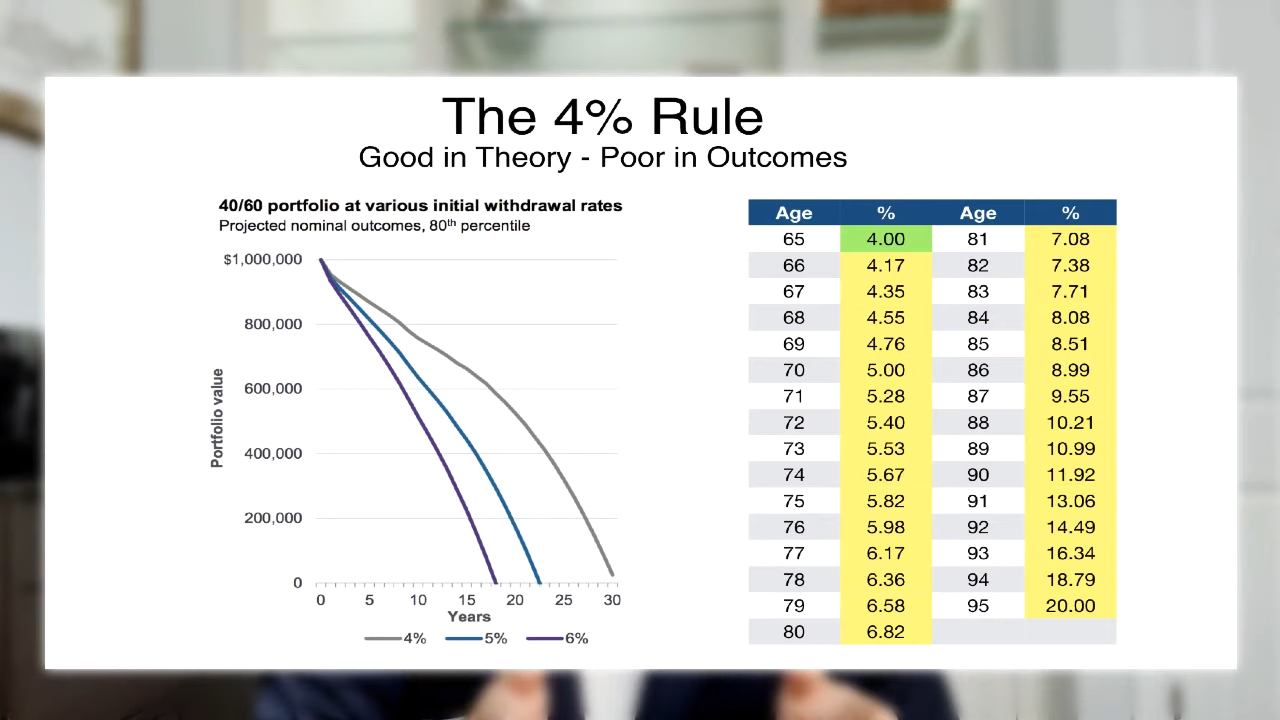 The 4% Rule
Good in Theory - Poor in Outcomes
40/60 portfolio at various initial withdrawal rates
Projected nominal outcomes, 80th percentile
Portfolio value
$1,000,000
800,000
600,000
400,000
200,000
0
0 5 10 15 20 25 30
Years
4% 5% 6%
Age % Age %
65 4.00 81 7.08
66 4.17 82 7.38
67 4.35 83 7.71
68 4.55 84 8.08
69 4.76 85 8.51
70 5.00 86 8.99
71 5.28 87 9.55
72 5.40 88 10.21
73 5.53 89 10.99
74 5.67 90 11.92
75 5.82 91 13.06
76 5.98 92 14.49
77 6.17 93 16.34
78 6.36 94 18.79
79 6.58 95 20.00
80 6.82